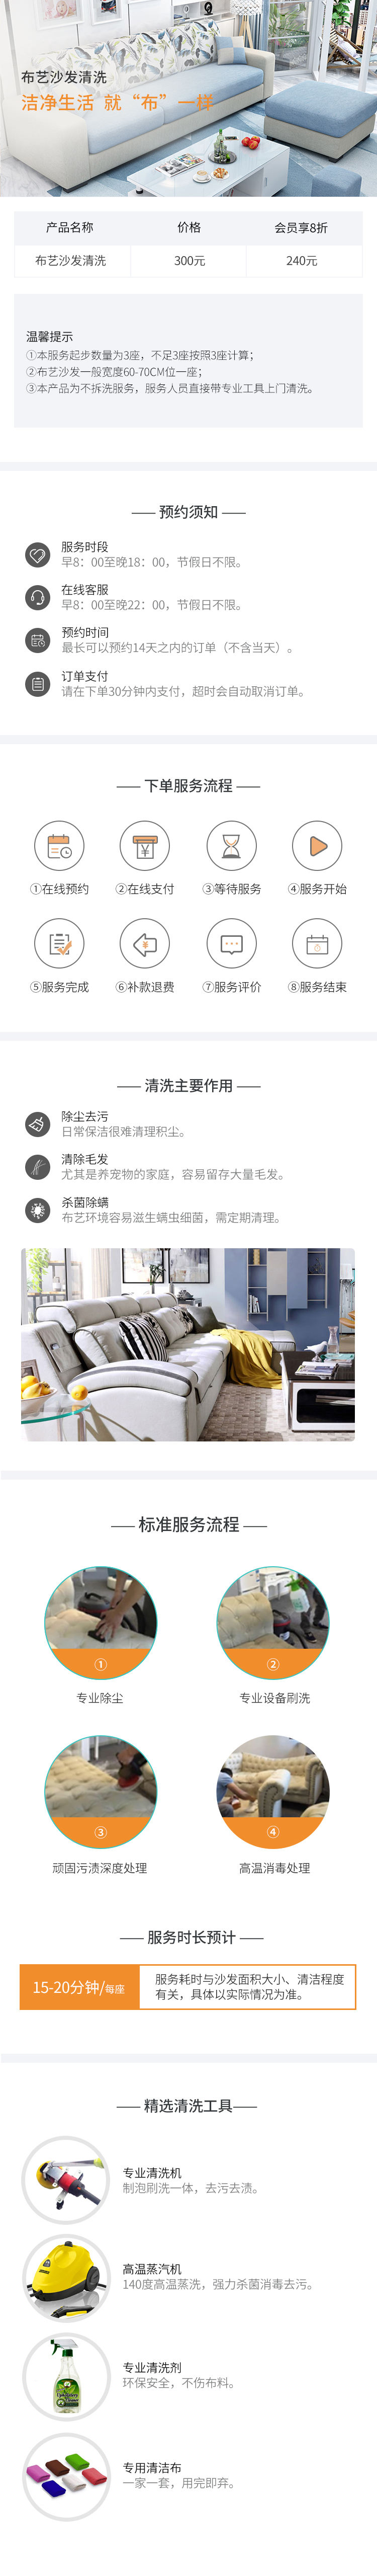 布艺沙发清洗
洁净生活 就“布”一样
产品名称 价格 会员享8折
布艺沙发清洗 300元 240元
温馨提示
①本服务起步数量为3座，不足3座按照3座计算；
②布艺沙发一般宽度60-70CM位一座；
③本产品为不拆洗服务，服务人员直接带专业工具上门清洗。
预约须知
服务时段
早8：00至晚18：00，节假日不限。
在线客服
早8：00至晚22：00，节假日不限。
预约时间
最长可以预约14天之内的订单（不含当天）。
订单支付
请在下单30分钟内支付，超时会自动取消订单。
下单服务流程
①在线预约 ②在线支付 ③等待服务 ④服务开始
⑤服务完成 ⑥补款退费 ⑦服务评价 ⑧服务结束
清洗主要作用
除尘去污
日常保洁很难清理积尘。
清除毛发
尤其是养宠物的家庭，容易留存大量毛发。
杀菌除螨
布艺环境容易滋生螨虫细菌，需定期清理。
标准服务流程
① ②
专业除尘 专业设备刷洗
③ ④
顽固污渍深度处理 高温消毒处理
服务时长预计
15-20分钟/每座
服务耗时与沙发面积大小、清洁程度
有关，具体以实际情况为准。
精选清洗工具
专业清洗机
制泡刷洗一体，去污去渍。
高温蒸汽机
140度高温蒸洗，强力杀菌消毒去污。
专业清洗剂
环保安全，不伤布料。
专用清洁布
一家一套，用完即弃。